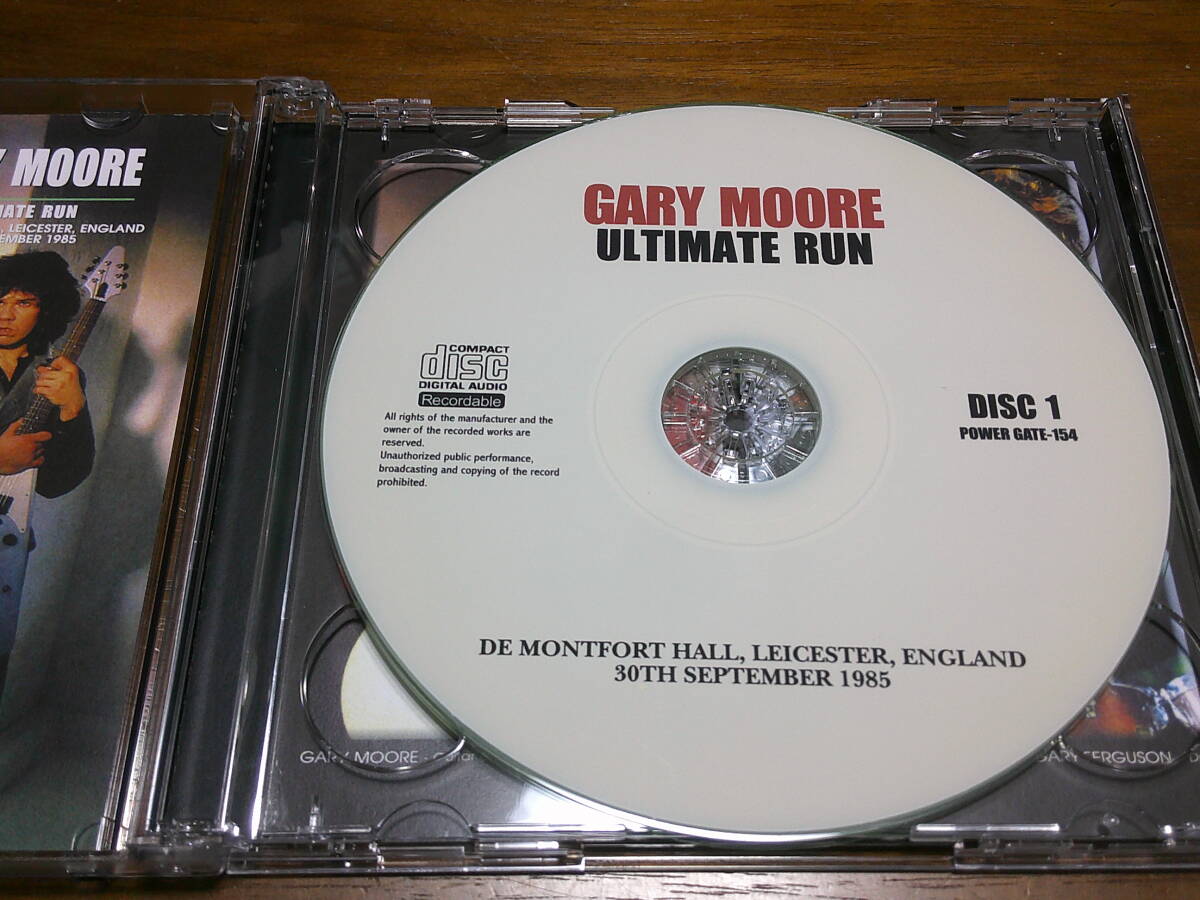 Y MOORE
MATE RUN
, LEICESTER, ENGLAND
EMBER 1985
GARY MOORE
ULTIMATE RUN
COMPACT
disc
DIGITAL AUDIO
Recordable
All rights of the manufacturer and the
owner of the recorded works are
reserved.
Unauthorized public performance,
broadcasting and copying of the record
prohibited.
DISC 1
POWER GATE-154
DE MONTFORT HALL, LEICESTER, ENGLAND
30TH SEPTEMBER 1985
GARY MOORE - Guitar
GARY FERGUSON